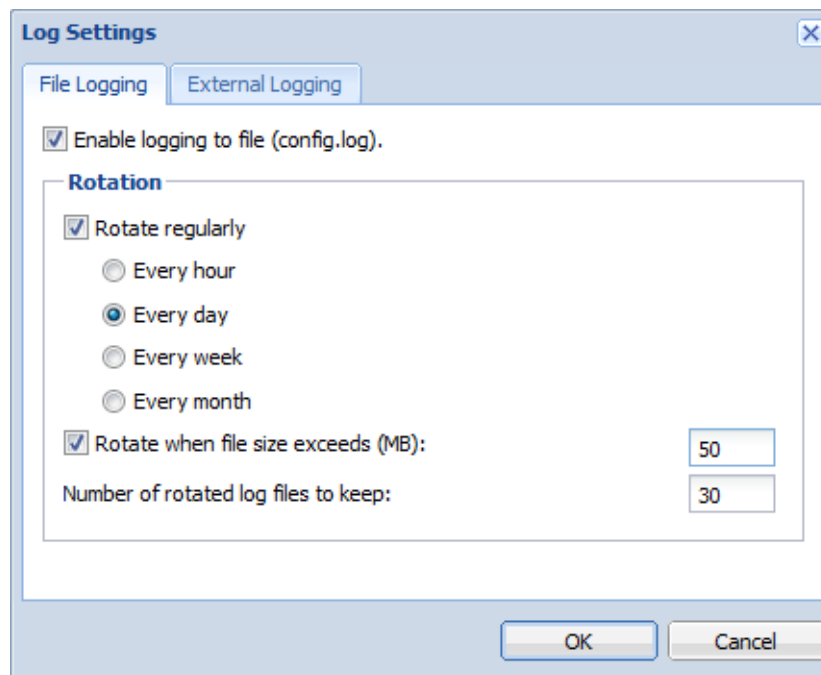 Log Settings
File Logging External Logging
Enable logging to file (config.log).
Rotation
Rotate regularly
Every hour
Every day
Every week
Every month
Rotate when file size exceeds (MB): 50
Number of rotated log files to keep: 30
OK Cancel